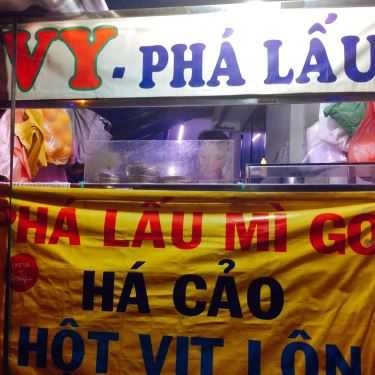 VY - PHÁ LẤU
PHÁ LẤU MÌ GO
HÁ CẢO
HỘT VỊT LỘN